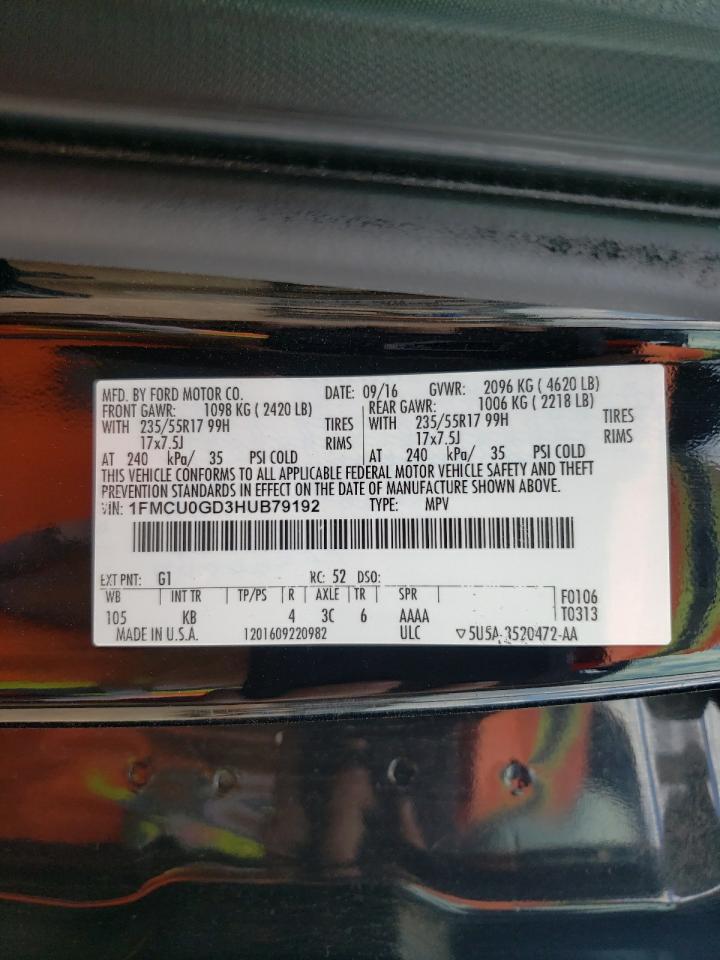 MFD. BY FORD MOTOR CO. DATE: 09/16 GVWR: 2096 KG ( 4620 LB)
FRONT GAWR: 1098 KG ( 2420 LB) REAR GAWR: 1006 KG ( 2218 LB)
WITH 235/55R17 99H TIRES WITH 235/55R17 99H TIRES
17x7.5J RIMS 17x7.5J RIMS
AT 240 kPa/ 35 PSI COLD AT 240 kPa/ 35 PSI COLD
THIS VEHICLE CONFORMS TO ALL APPLICABLE FEDERAL MOTOR VEHICLE SAFETY AND THEFT
PREVENTION STANDARDS IN EFFECT ON THE DATE OF MANUFACTURE SHOWN ABOVE.
VIN: 1FMCU0GD3HUB79192 TYPE: MPV
EXT PNT: G1 RC: 52 DSO:
WB INT TR TP/PS R AXLE TR SPR F0106
105 KB 4 3C 6 AAAA T0313
MADE IN U.S.A. 1201609220982 ULC ▽5U5A-3520472-AA